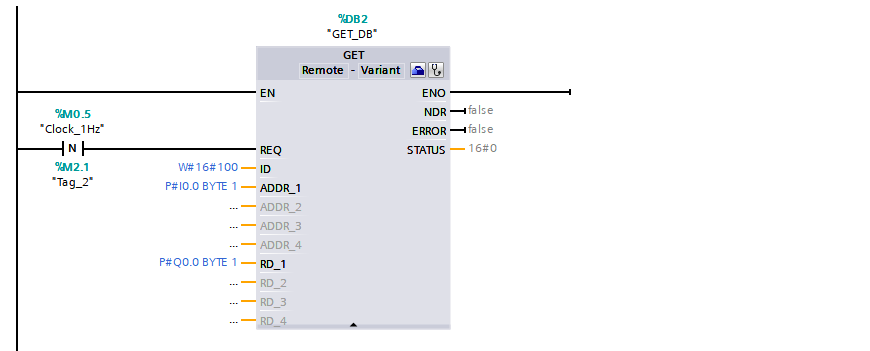 %DB2
"GET_DB"
GET
Remote - Variant
EN ENO
NDR false
%M0.5
"Clock_1Hz"
ERROR false
N REQ STATUS 16#0
%M2.1
"Tag_2"
W#16#100 ID
P#I0.0 BYTE 1 ADDR_1
... ADDR_2
... ADDR_3
... ADDR_4
P#Q0.0 BYTE 1 RD_1
... RD_2
... RD_3
... RD_4